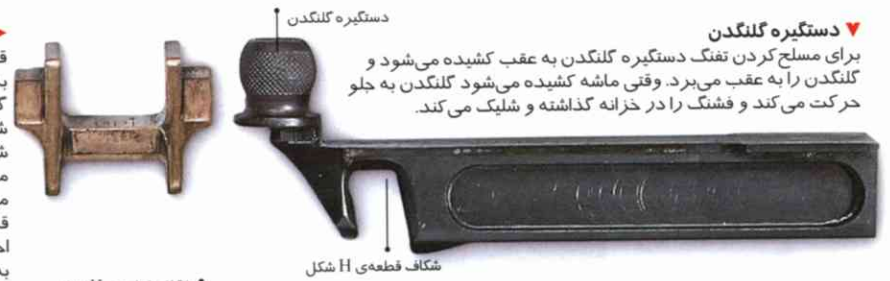 دستگیره گلنگدن
▼ دستگیره گلنگدن
برای مسلح کردن تفنگ دستگیره گلنگدن به عقب کشیده می‌شود و
گلنگدن را به عقب می‌برد. وقتی ماشه کشیده می‌شود گلنگدن به جلو
حرکت می‌کند و فشنگ را در خزانه گذاشته و شلیک می‌کند.
شکاف قطعه‌ی H شکل